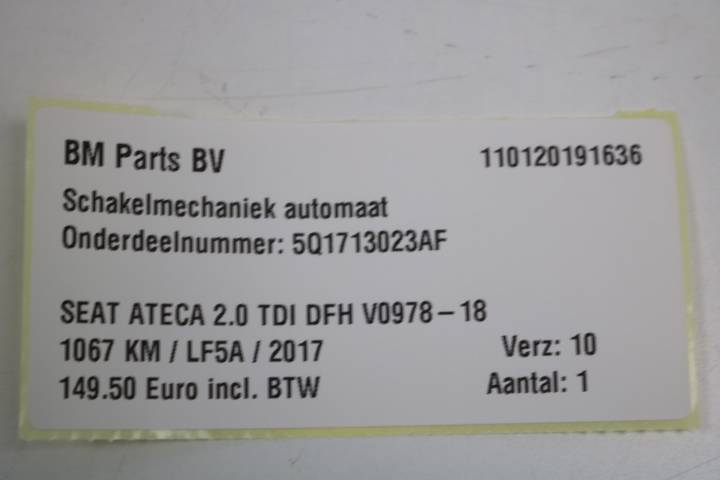 BM Parts BV 110120191636
Schakelmechaniek automaat
Onderdeelnummer: 5Q1713023AF
SEAT ATECA 2.0 TDI DFH V0978-18
1067 KM / LF5A / 2017 Verz: 10
149.50 Euro incl. BTW Aantal: 1